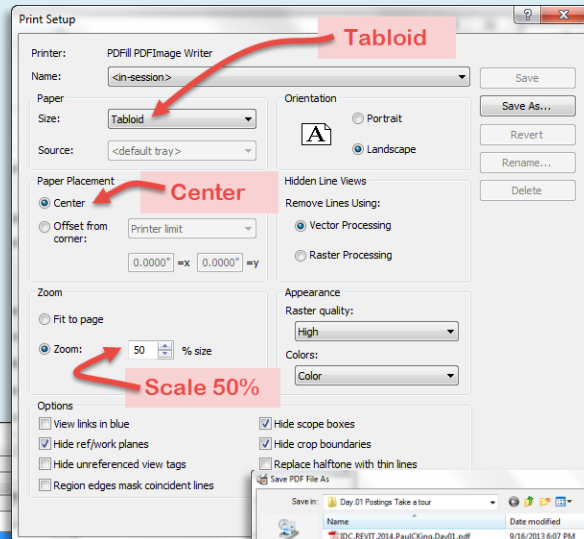 Print Setup
Tabloid
Printer: PDFill PDFImage Writer
Name: <in-session>
Save
Paper
Size: Tabloid
Source: <default tray>
Orientation
A
Portrait
Landscape
Save As...
Revert
Rename...
Delete
Paper Placement
Center
Center
Offset from corner: Printer limit
0.0000" =x 0.0000" =y
Hidden Line Views
Remove Lines Using:
Vector Processing
Raster Processing
Zoom
Fit to page
Zoom: 50 % size
Scale 50%
Appearance
Raster quality:
High
Colors:
Color
Options
View links in blue
Hide ref/work planes
Hide unreferenced view tags
Region edges mask coincident lines
Hide scope boxes
Hide crop boundaries
Replace halftone with thin lines
Save PDF File As
Save in: Day.01 Postings Take a tour
Name Date modified
IDC.REVIT.2014.PaulCKing.Day01.pdf 9/16/2013 6:07 PM